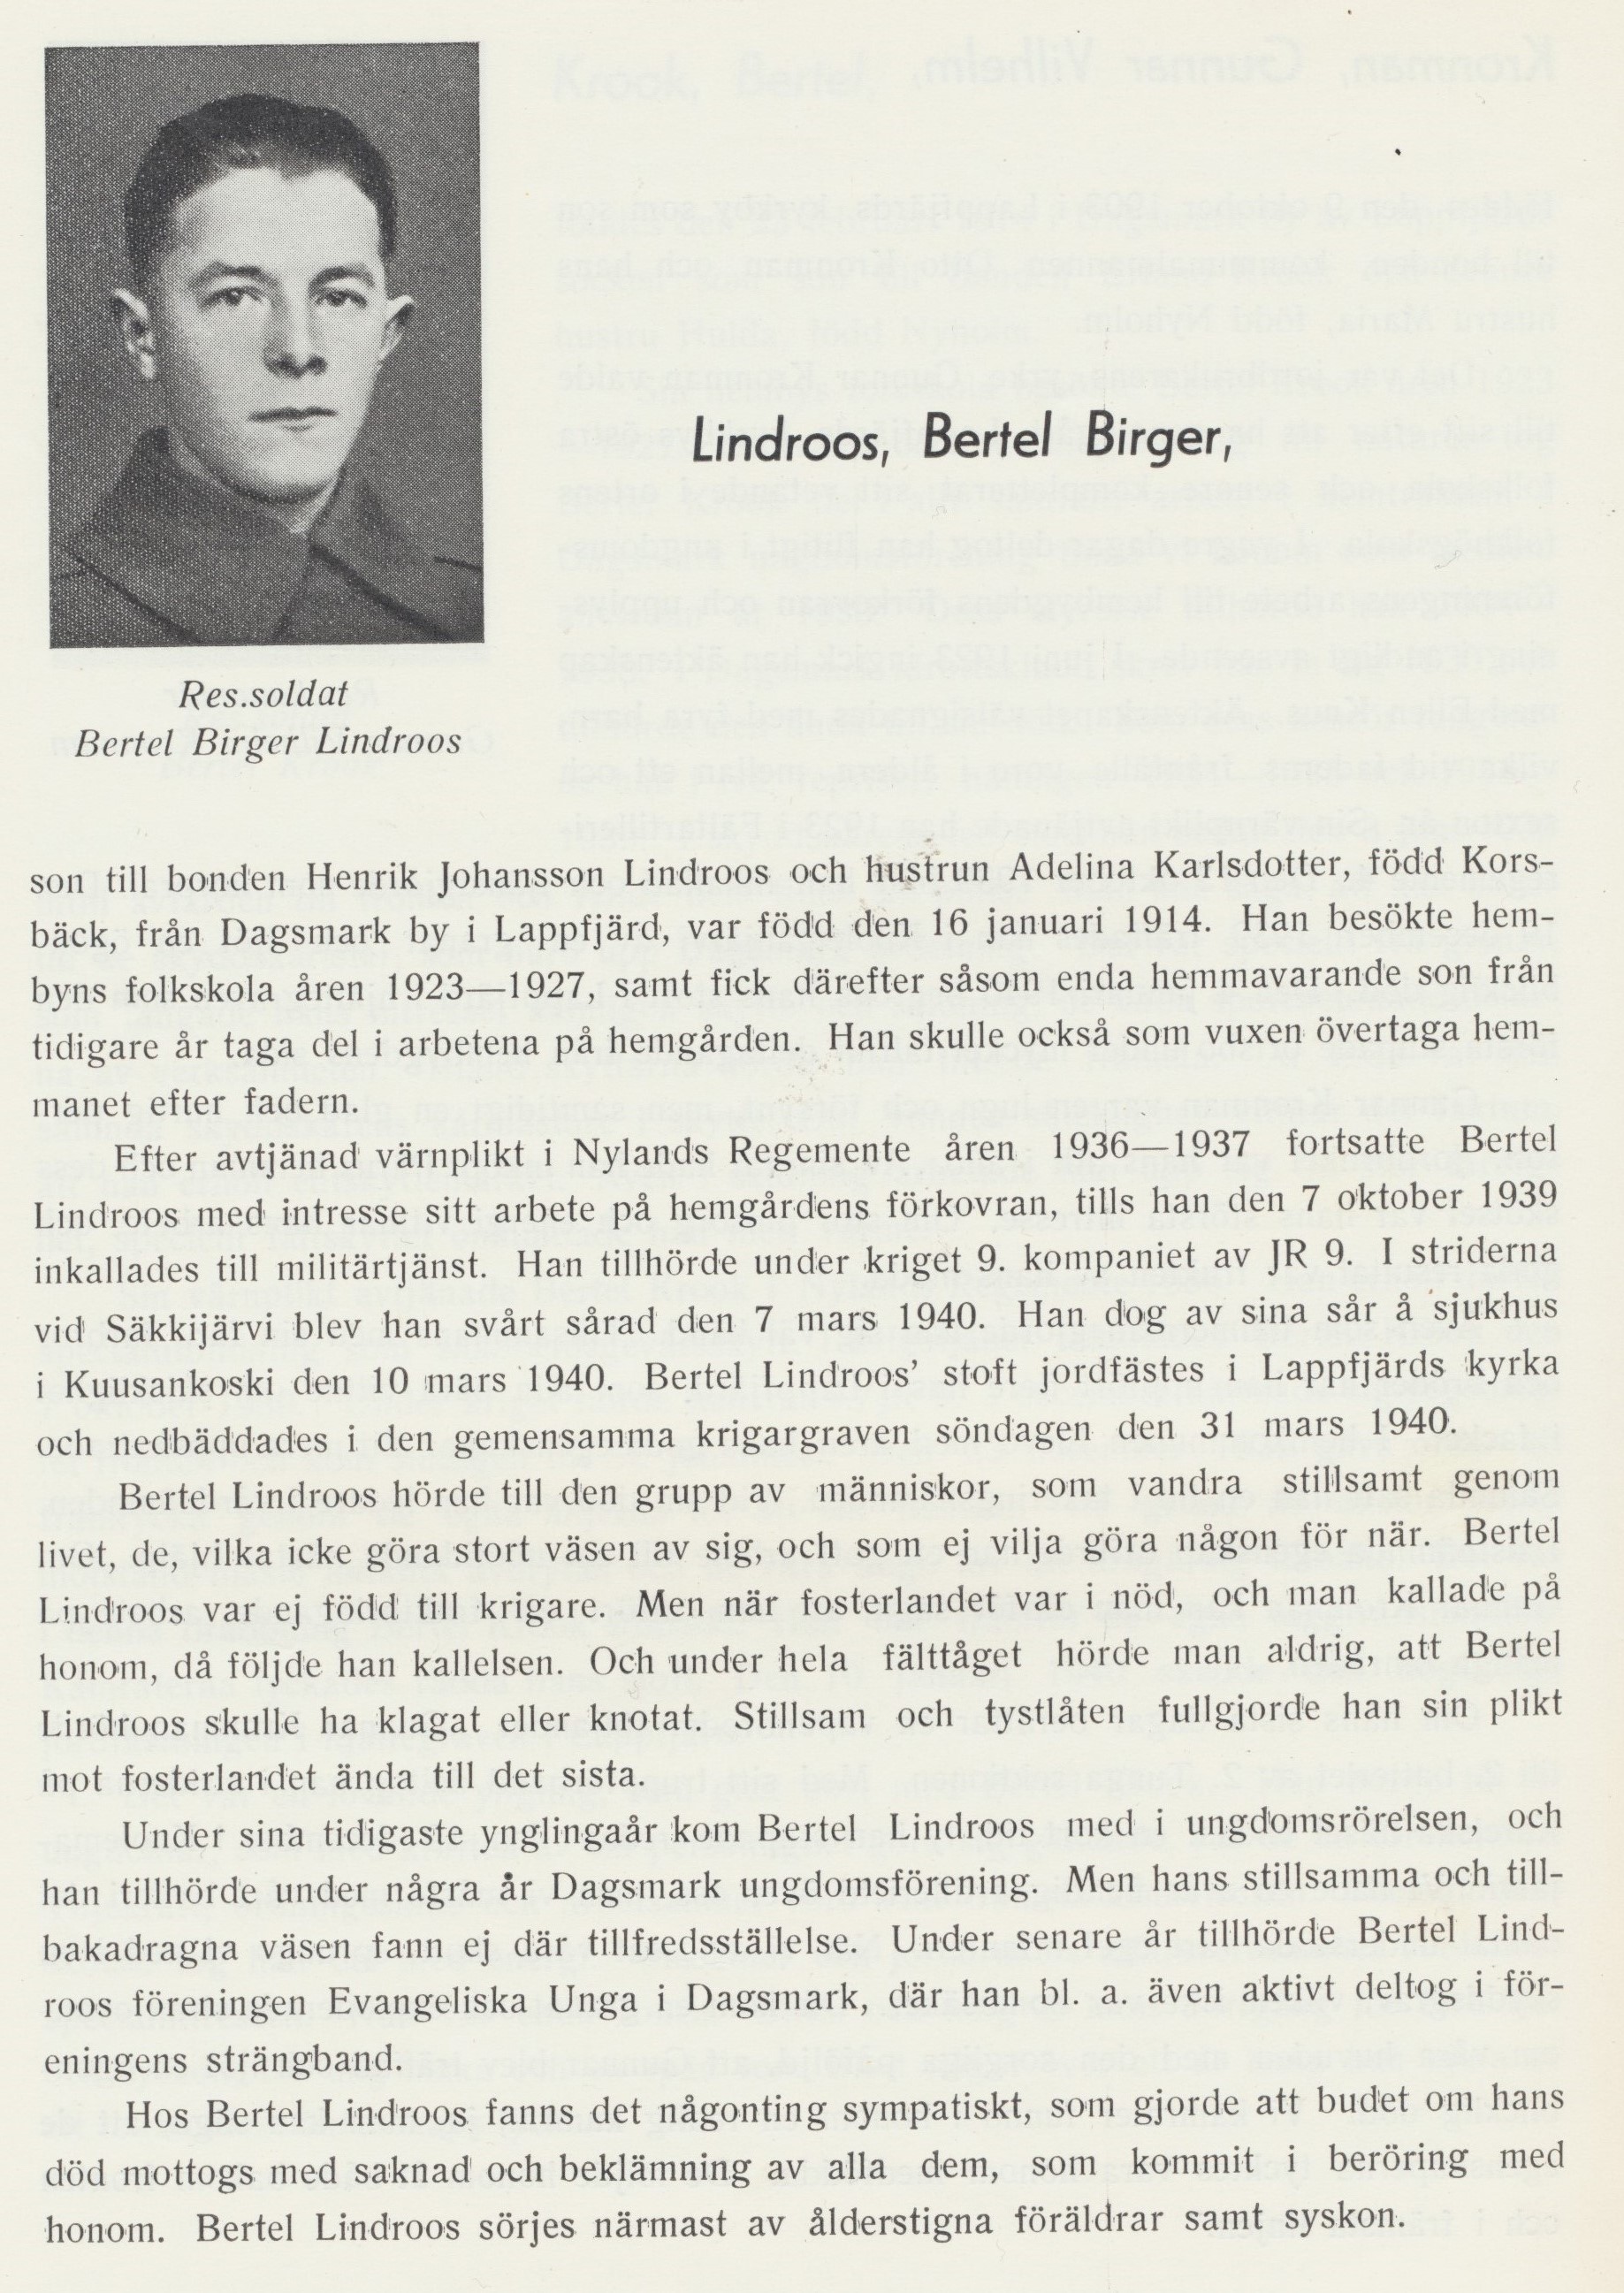 Lindroos, Bertel Birger,
Res.soldat
Bertel Birger Lindroos
son till bonden Henrik Johansson Lindroos och hustrun Adelina Karlsdotter, född Kors-
bäck, från Dagsmark by i Lappfjärd, var född den 16 januari 1914. Han besökte hem-
byns folkskola åren 1923—1927, samt fick därefter såsom enda hemmavarande son från
tidigare år taga del i arbetena på hemgården. Han skulle också som vuxen övertaga hem-
manet efter fadern.
Efter avtjänad värnplikt i Nylands Regemente åren 1936—1937 fortsatte Bertel
Lindroos med intresse sitt arbete på hemgårdens förkovran, tills han den 7 oktober 1939
inkallades till militärtjänst. Han tillhörde under kriget 9. kompaniet av JR 9. I striderna
vid Säkkijärvi blev han svårt sårad den 7 mars 1940. Han dog av sina sår å sjukhus
i Kuusankoski den 10 mars 1940. Bertel Lindroos’ stoft jordfästes i Lappfjärds kyrka
och nedbäddades i den gemensamma krigargraven söndagen den 31 mars 1940.
Bertel Lindroos hörde till den grupp av människor, som vandra stillsamt genom
livet, de, vilka icke göra stort väsen av sig, och som ej vilja göra någon för när. Bertel
Lindroos var ej född till krigare. Men när fosterlandet var i nöd, och man kallade på
honom, då följde han kallelsen. Och under hela fälttåget hörde man aldrig, att Bertel
Lindroos skulle ha klagat eller knotat. Stillsam och tystlåten fullgjorde han sin plikt
mot fosterlandet ända till det sista.
Under sina tidigaste ynglingaår kom Bertel Lindroos med i ungdomsrörelsen, och
han tillhörde under några år Dagsmark ungdomsförening. Men hans stillsamma och till-
bakadragna väsen fann ej där tillfredsställelse. Under senare år tillhörde Bertel Lind-
roos föreningen Evangeliska Unga i Dagsmark, där han bl. a. även aktivt deltog i för-
eningens strängband.
Hos Bertel Lindroos fanns det någonting sympatiskt, som gjorde att budet om hans
död mottogs med saknad och beklämning av alla dem, som kommit i beröring med
honom. Bertel Lindroos sörjes närmast av ålderstigna föräldrar samt syskon.